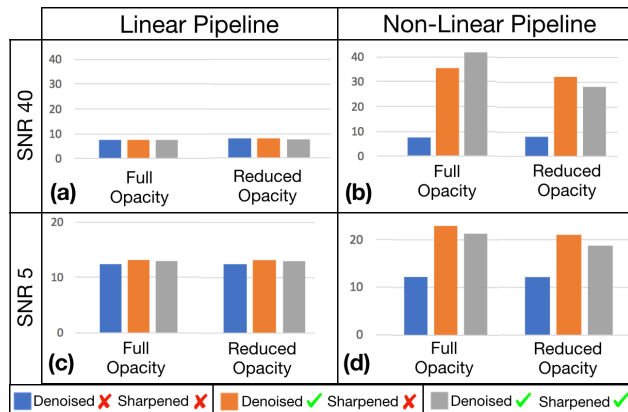 Linear Pipeline
Non-Linear Pipeline
SNR 40
40
30
20
10
0
(a)
Full
Opacity
Reduced
Opacity
40
30
20
10
0
(b)
Full
Opacity
Reduced
Opacity
SNR 5
20
10
0
(c)
Full
Opacity
Reduced
Opacity
20
10
0
(d)
Full
Opacity
Reduced
Opacity
Denoised ✗ Sharpened ✗
Denoised ✓ Sharpened ✗
Denoised ✓ Sharpened ✓